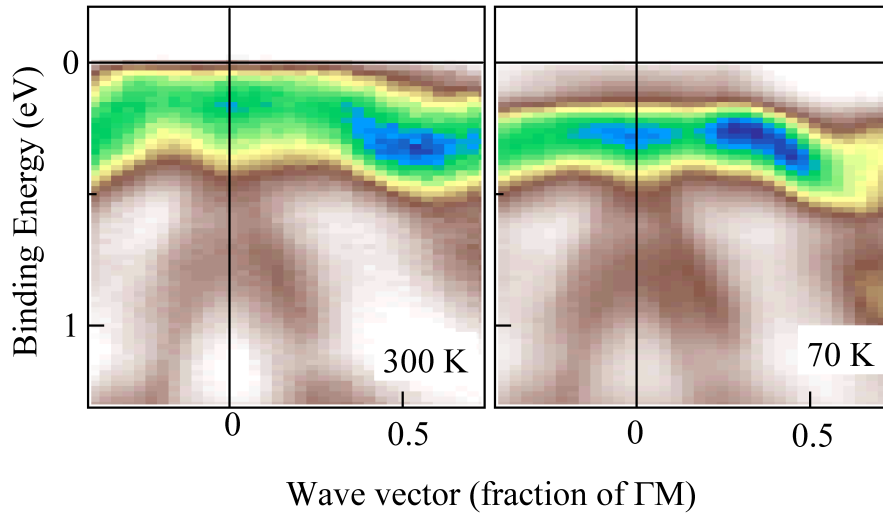 Binding Energy (eV)
0
1
300 K
70 K
0
0.5
0
0.5
Wave vector (fraction of ΓM)